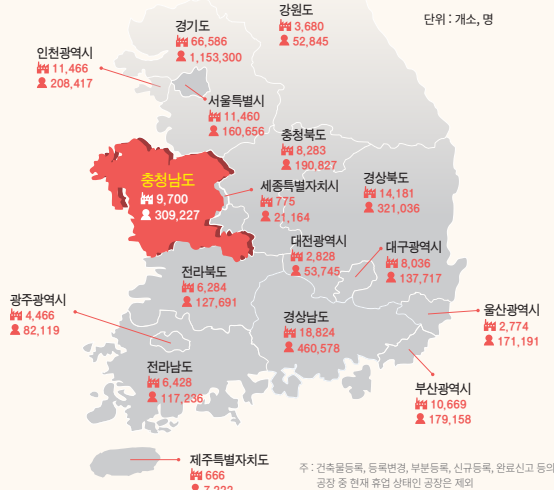 강원도
3,680
52,845
단위 : 개소, 명
경기도
66,586
1,153,300
인천광역시
11,466
208,417
서울특별시
11,460
160,656
충청북도
8,283
190,827
충청남도
9,700
309,227
세종특별자치시
775
21,164
경상북도
14,181
321,036
대전광역시
2,828
53,745
대구광역시
8,036
137,717
전라북도
6,284
127,691
광주광역시
4,466
82,119
경상남도
18,824
460,578
울산광역시
2,774
171,191
전라남도
6,428
117,236
부산광역시
10,669
179,158
제주특별자치도
666
주 : 건축물등록, 등록변경, 부분등록, 신규등록, 완료신고 등의
공장 중 현재 휴업 상태인 공장은 제외